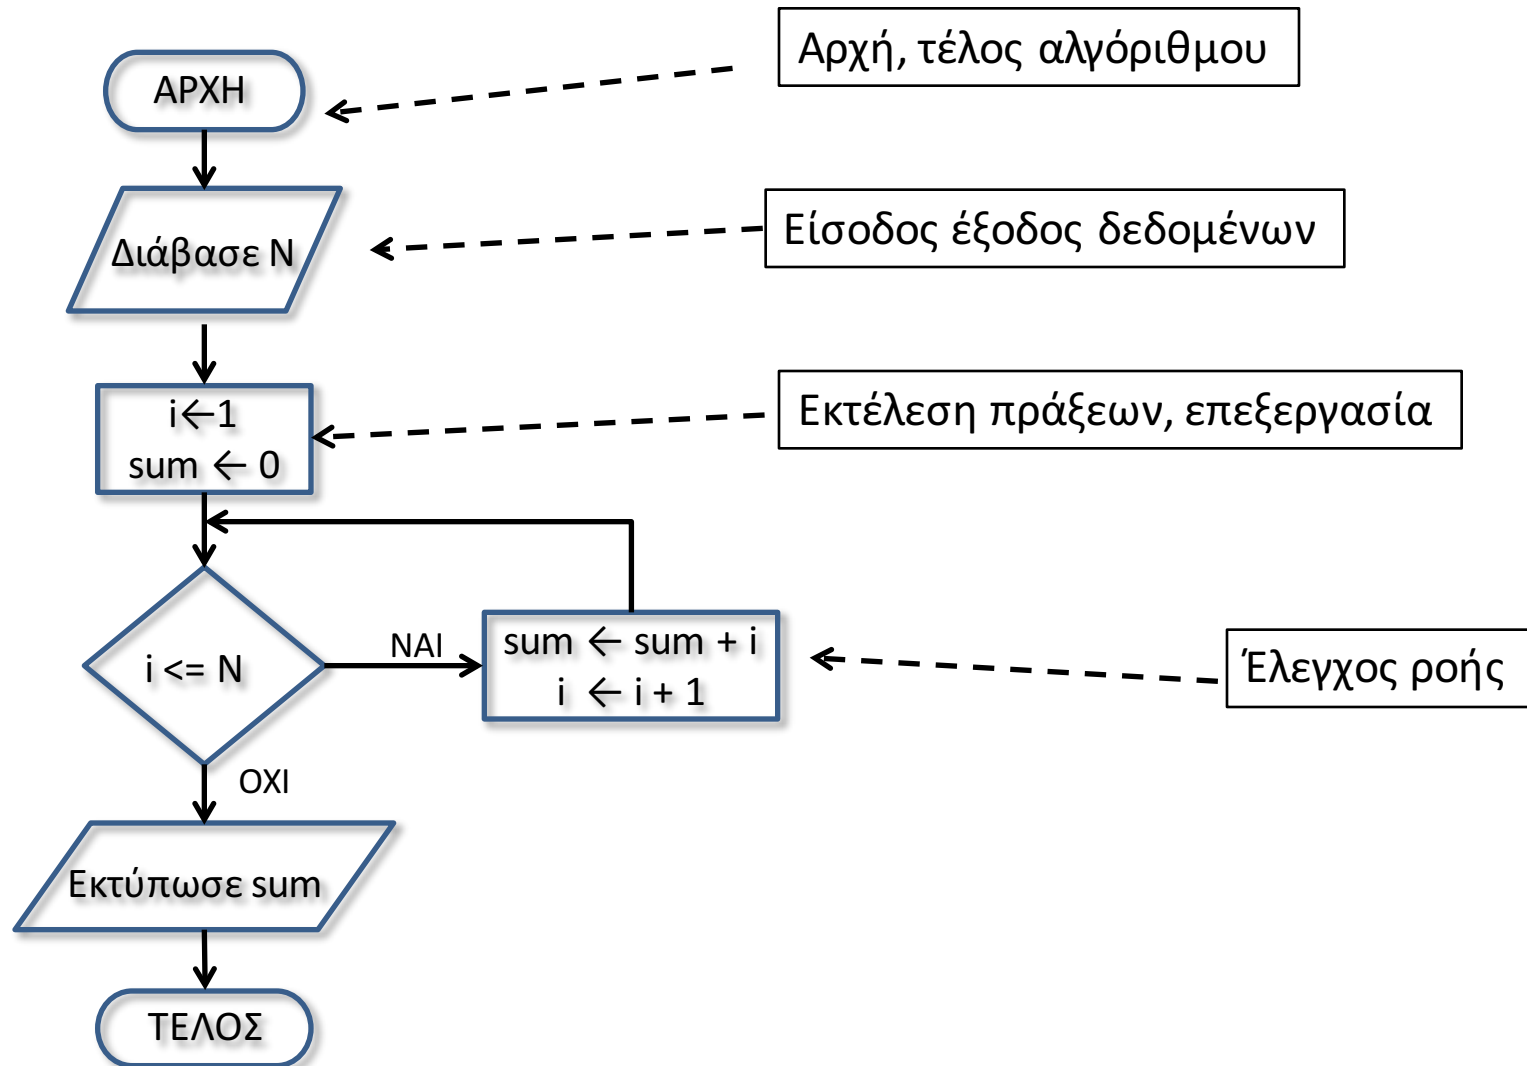 Αρχή, τέλος αλγόριθμου
ΑΡΧΗ
Είσοδος έξοδος δεδομένων
Διάβασε Ν
Εκτέλεση πράξεων, επεξεργασία
i←1
sum ← 0
i <= N
ΝΑΙ
sum ← sum + i
i ← i + 1
Έλεγχος ροής
ΟΧΙ
Εκτύπωσε sum
ΤΕΛΟΣ